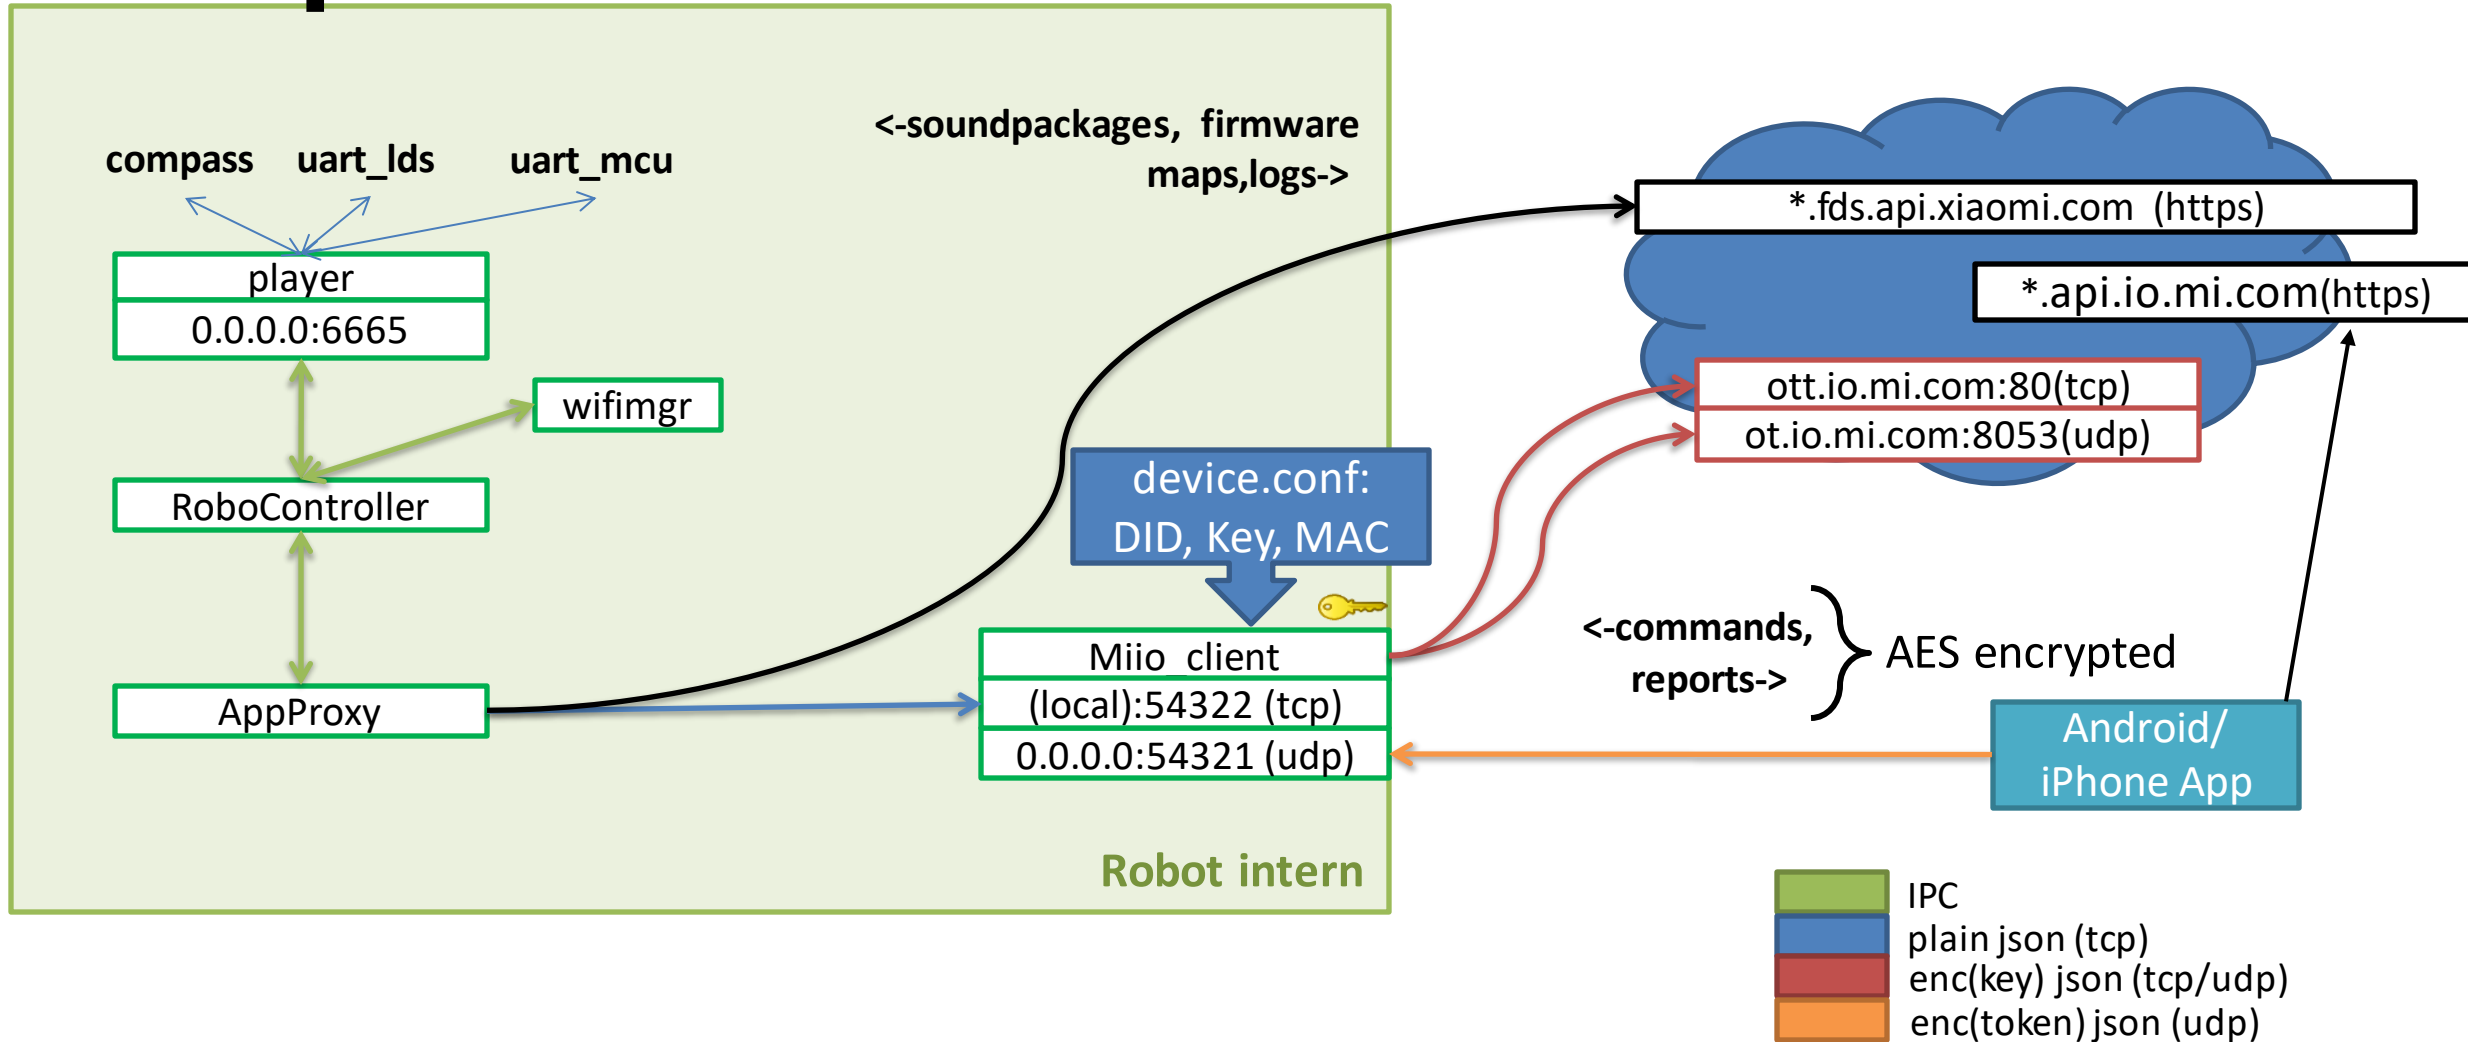 <-soundpackages, firmware
maps,logs->
compass uart_lds uart_mcu
player
0.0.0.0:6665
wifimgr
RoboController
AppProxy
device.conf:
DID, Key, MAC
Miio_client
(local):54322 (tcp)
0.0.0.0:54321 (udp)
Robot intern
*.fds.api.xiaomi.com (https)
*.api.io.mi.com(https)
ott.io.mi.com:80(tcp)
ot.io.mi.com:8053(udp)
<-commands,
reports->
AES encrypted
Android/
iPhone App
IPC
plain json (tcp)
enc(key) json (tcp/udp)
enc(token) json (udp)